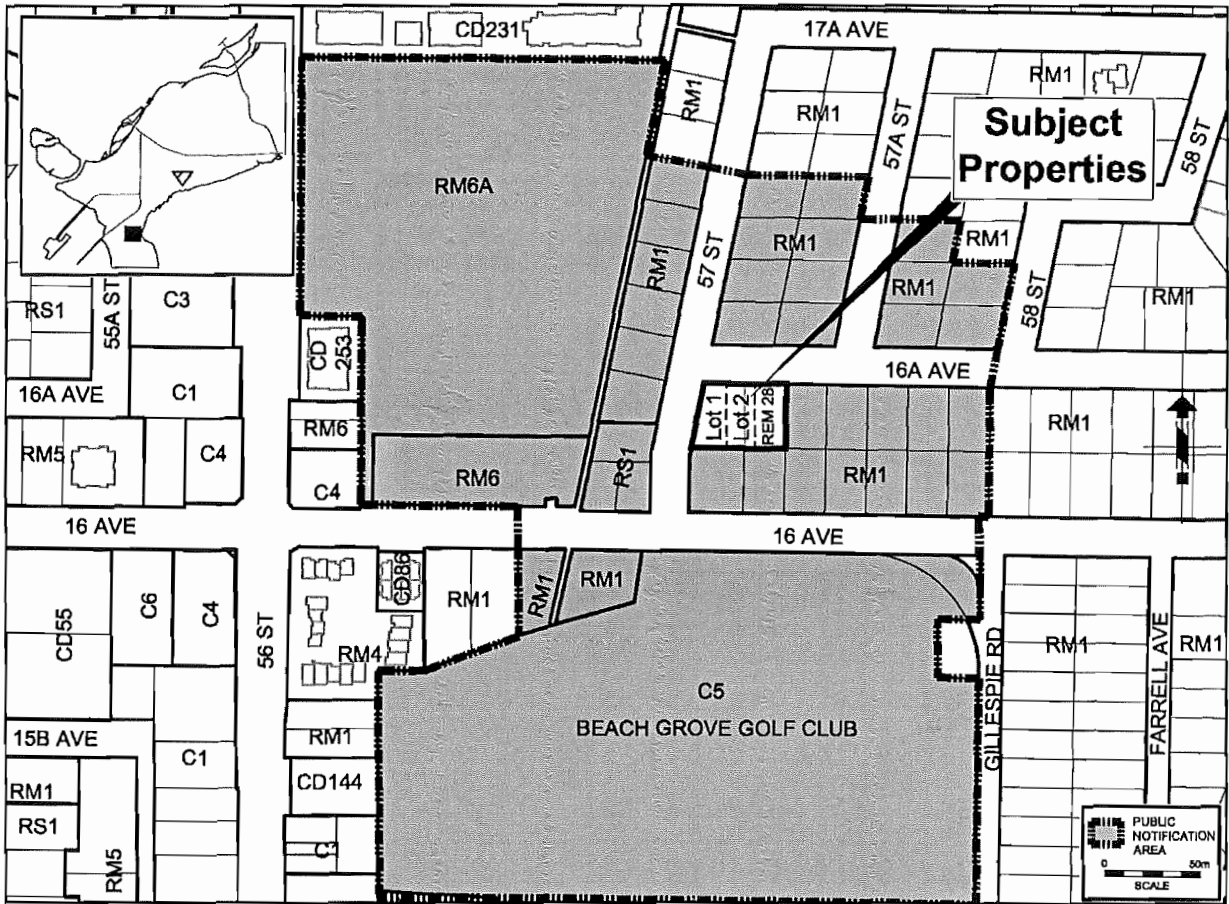 CD231
17A AVE
RM1
RM1
RM1
57A ST
58 ST
Subject
Properties
RM6A
RM1
57 ST
RM1
RM1
RM1
58 ST
RM1
RS1
55A ST
C3
CD 253
16A AVE
C1
16A AVE
RM6
Lot 1
Lot 2
REM 28
RM1
RM5
C4
C4
RM6
RS1
RM1
16 AVE
16 AVE
CD55
C6
C4
56 ST
CD86
RM1
RM1
RM1
RM4
GILLESPIE RD
RM1
FARRELL AVE
RM1
C5
BEACH GROVE GOLF CLUB
15B AVE
C1
RM1
CD144
RM1
RS1
RM5
PUBLIC
NOTIFICATION
AREA
0 50m
SCALE